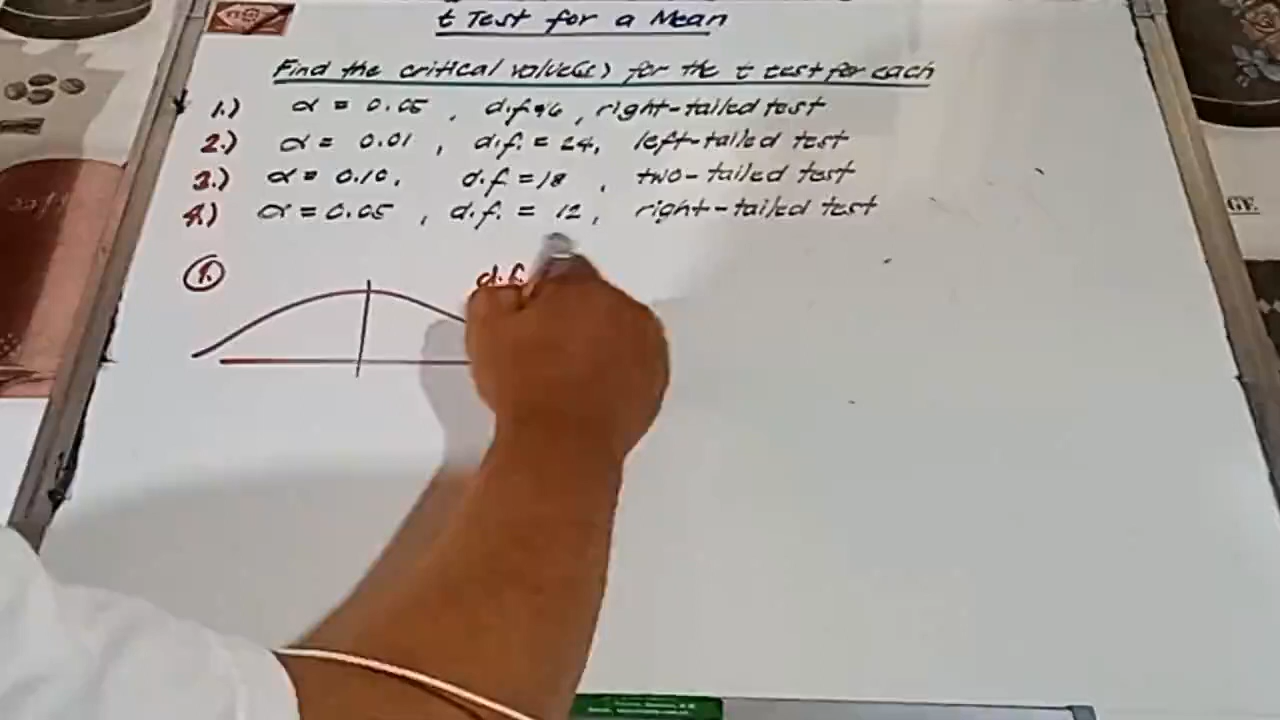 t Test for a Mean
Find the critical value(s) for the t test for each
1.) α = 0.05 , d.f. 16 , right-tailed test
2.) α = 0.01 , d.f. = 24, left-tailed test
3.) α = 0.10, d.f. = 18 , two-tailed test
4.) α = 0.05 , d.f. = 12, right-tailed test
1. d.f.